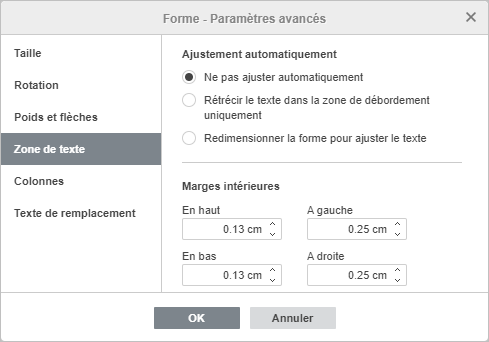 Forme - Paramètres avancés
Taille
Rotation
Poids et flèches
Zone de texte
Colonnes
Texte de remplacement
Ajustement automatiquement
Ne pas ajuster automatiquement
Rétrécir le texte dans la zone de débordement
uniquement
Redimensionner la forme pour ajuster le texte
Marges intérieures
En haut
A gauche
0.13 cm
0.25 cm
En bas
A droite
0.13 cm
0.25 cm
OK
Annuler